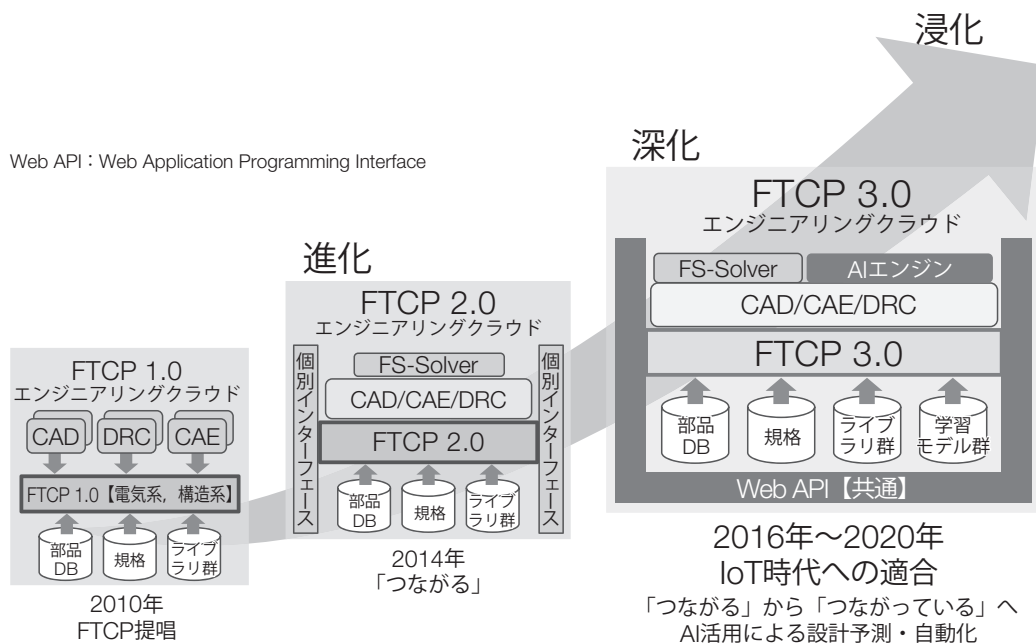 浸化
Web API：Web Application Programming Interface
深化
FTCP 3.0
エンジニアリングクラウド
FS-Solver
AIエンジン
CAD/CAE/DRC
FTCP 3.0
部品
DB
規格
ライブ
ラリ群
学習
モデル群
Web API【共通】
2016年～2020年
IoT時代への適合
「つながる」から「つながっている」へ
AI活用による設計予測・自動化
進化
FTCP 2.0
エンジニアリングクラウド
個別インターフェース
FS-Solver
CAD/CAE/DRC
FTCP 2.0
個別インターフェース
部品
DB
規格
ライブ
ラリ群
2014年
「つながる」
FTCP 1.0
エンジニアリングクラウド
CAD
DRC
CAE
FTCP 1.0【電気系，構造系】
部品
DB
規格
ライブ
ラリ群
2010年
FTCP提唱